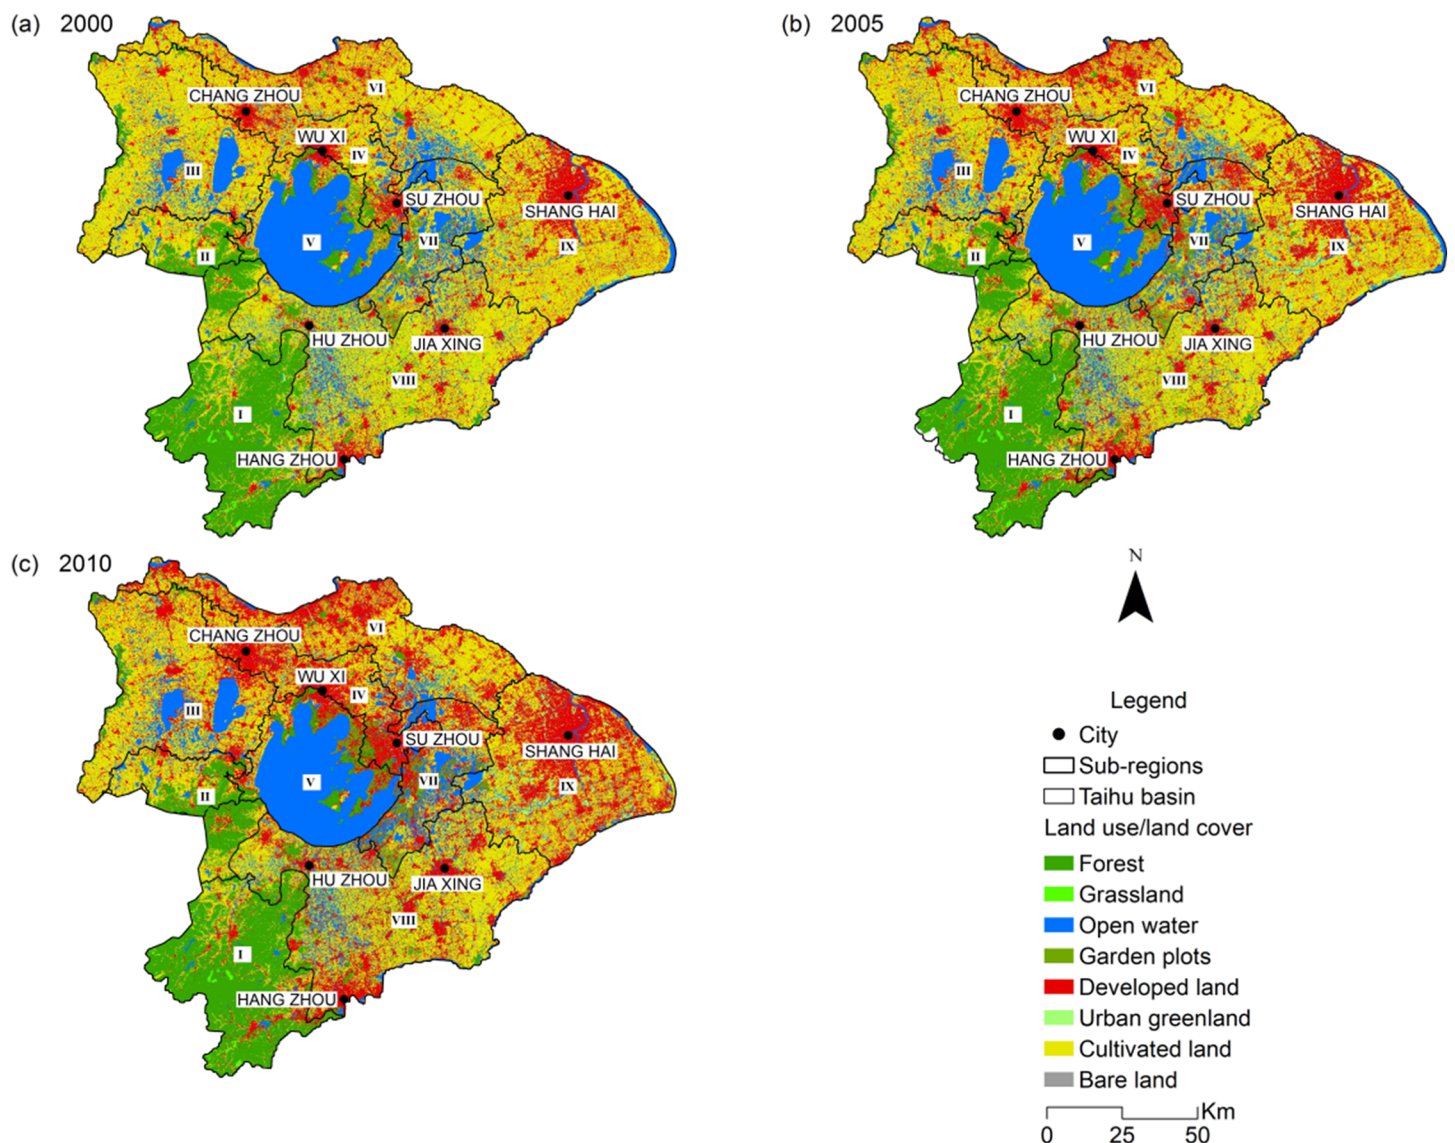 (a) 2000
CHANG ZHOU
VI
WU XI
IV
III
SU ZHOU
SHANG HAI
V
VII
IX
II
HU ZHOU
JIA XING
VIII
I
HANG ZHOU
(b) 2005
CHANG ZHOU
VI
WU XI
IV
III
SU ZHOU
SHANG HAI
V
VII
IX
II
HU ZHOU
JIA XING
VIII
I
HANG ZHOU
(c) 2010
CHANG ZHOU
VI
WU XI
IV
III
SU ZHOU
SHANG HAI
V
VII
IX
II
HU ZHOU
JIA XING
VIII
I
HANG ZHOU
N
Legend
City
Sub-regions
Taihu basin
Land use/land cover
Forest
Grassland
Open water
Garden plots
Developed land
Urban greenland
Cultivated land
Bare land
Km
0 25 50